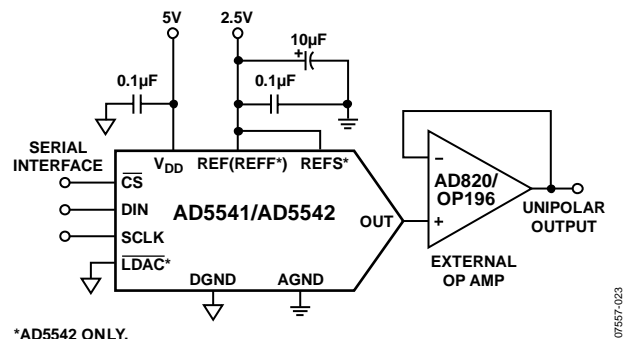 5V
2.5V
10µF
+
0.1µF
0.1µF
SERIAL
INTERFACE
VDD
REF(REFF*)
REFS*
CS
DIN
SCLK
LDAC*
AD5541/AD5542
OUT
DGND
AGND
–
+
AD820/
OP196
UNIPOLAR
OUTPUT
EXTERNAL
OP AMP
*AD5542 ONLY.
07557-023